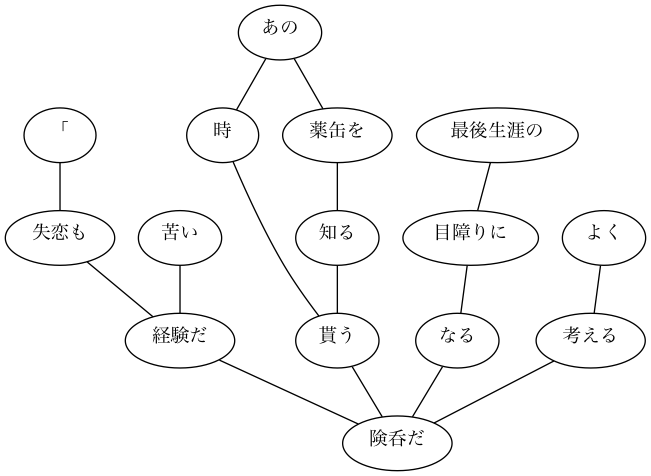 あの
「
時
薬缶を
最後生涯の
失恋も
苦い
知る
目障りに
よく
経験だ
貰う
なる
考える
険呑だ